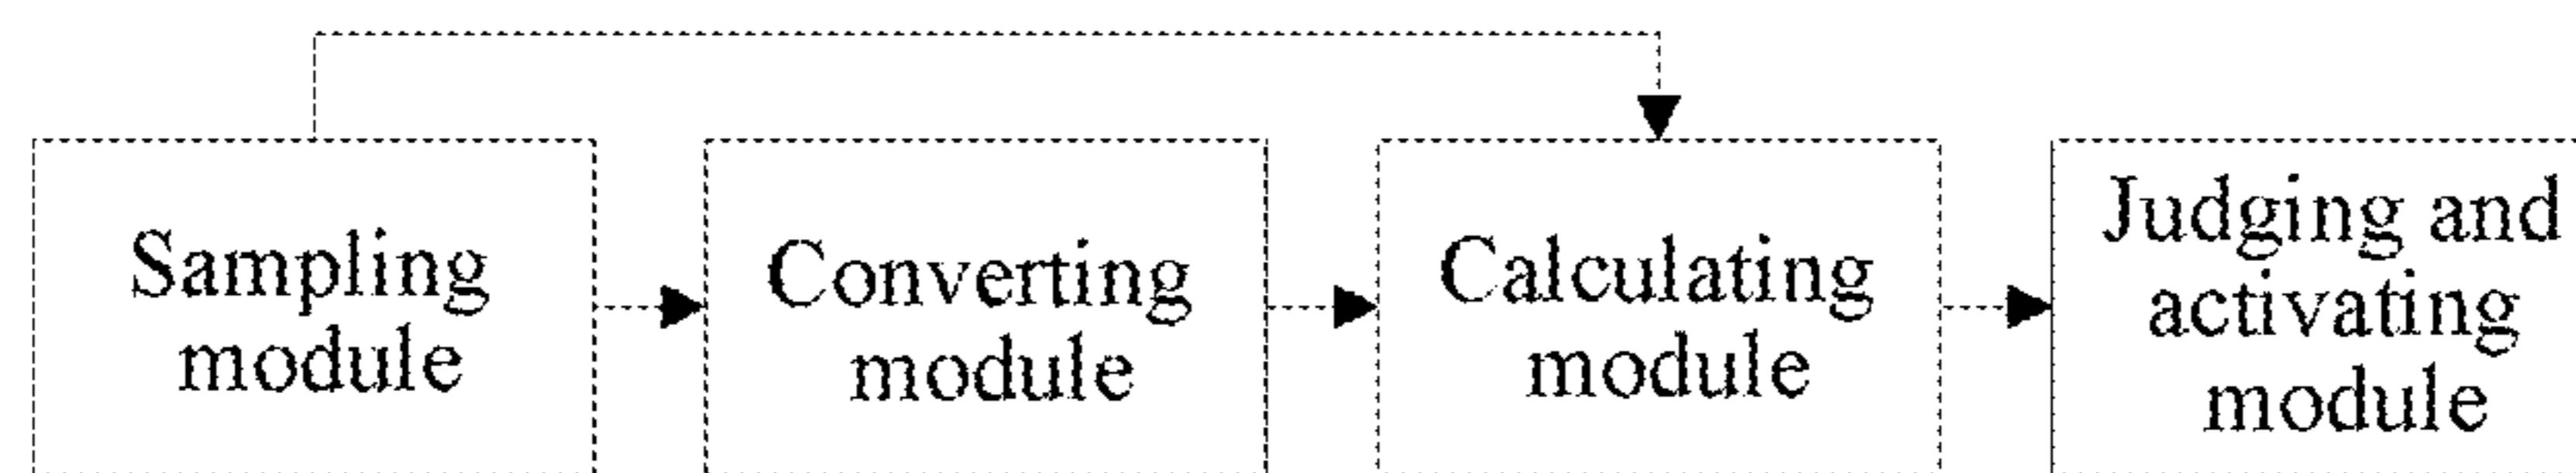 Sampling
module
Converting
module
Calculating
module
Judging and
activating
module